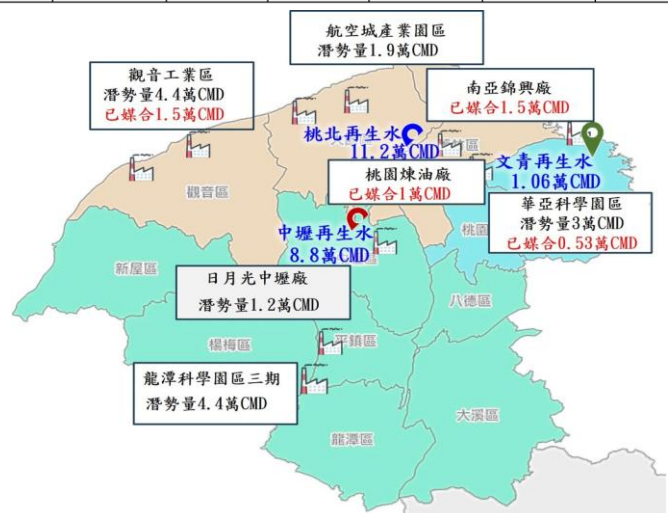 航空城產業園區
潛勢量1.9萬CMD
觀音工業區
潛勢量4.4萬CMD
已媒合1.5萬CMD
南亞錦興廠
已媒合1.5萬CMD
桃北再生水
11.2萬CMD
文青再生水
1.06萬CMD
桃園煉油廠
已媒合1萬CMD
華亞科學園區
潛勢量3萬CMD
已媒合0.53萬CMD
觀音區
中壢再生水
8.8萬CMD
桃園
新屋區
日月光中壢廠
潛勢量1.2萬CMD
八德區
楊梅區
平鎮區
龍潭科學園區三期
潛勢量4.4萬CMD
大溪區
龍潭區